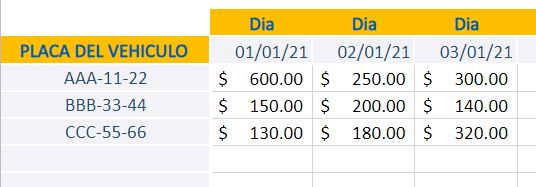 Dia Dia Dia
PLACA DEL VEHICULO 01/01/21 02/01/21 03/01/21
AAA-11-22 $ 600.00 $ 250.00 $ 300.00
BBB-33-44 $ 150.00 $ 200.00 $ 140.00
CCC-55-66 $ 130.00 $ 180.00 $ 320.00